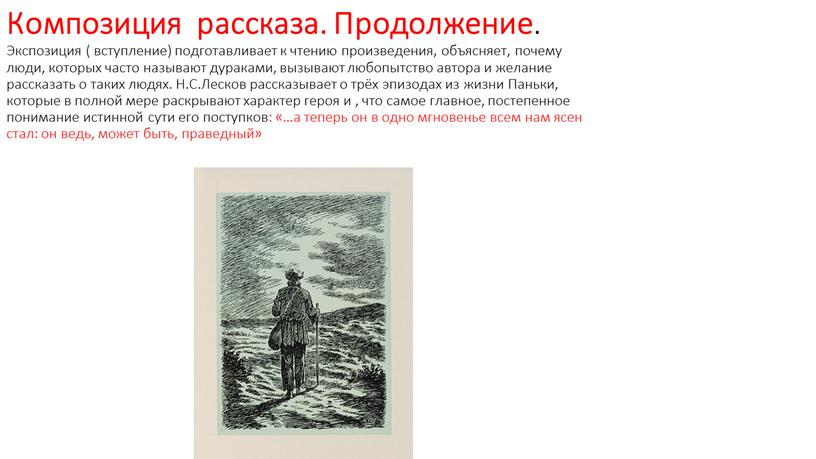 Композиция рассказа. Продолжение.
Экспозиция ( вступление) подготавливает к чтению произведения, объясняет, почему
люди, которых часто называют дураками, вызывают любопытство автора и желание
рассказать о таких людях. Н.С.Лесков рассказывает о трёх эпизодах из жизни Паньки,
которые в полной мере раскрывают характер героя и , что самое главное, постепенное
понимание истинной сути его поступков: «…а теперь он в одно мгновенье всем нам ясен
стал: он ведь, может быть, праведный»